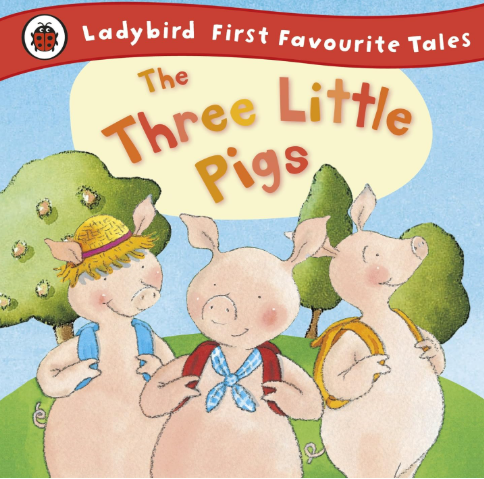 Ladybird First Favourite Tales
The
Three Little
Pigs